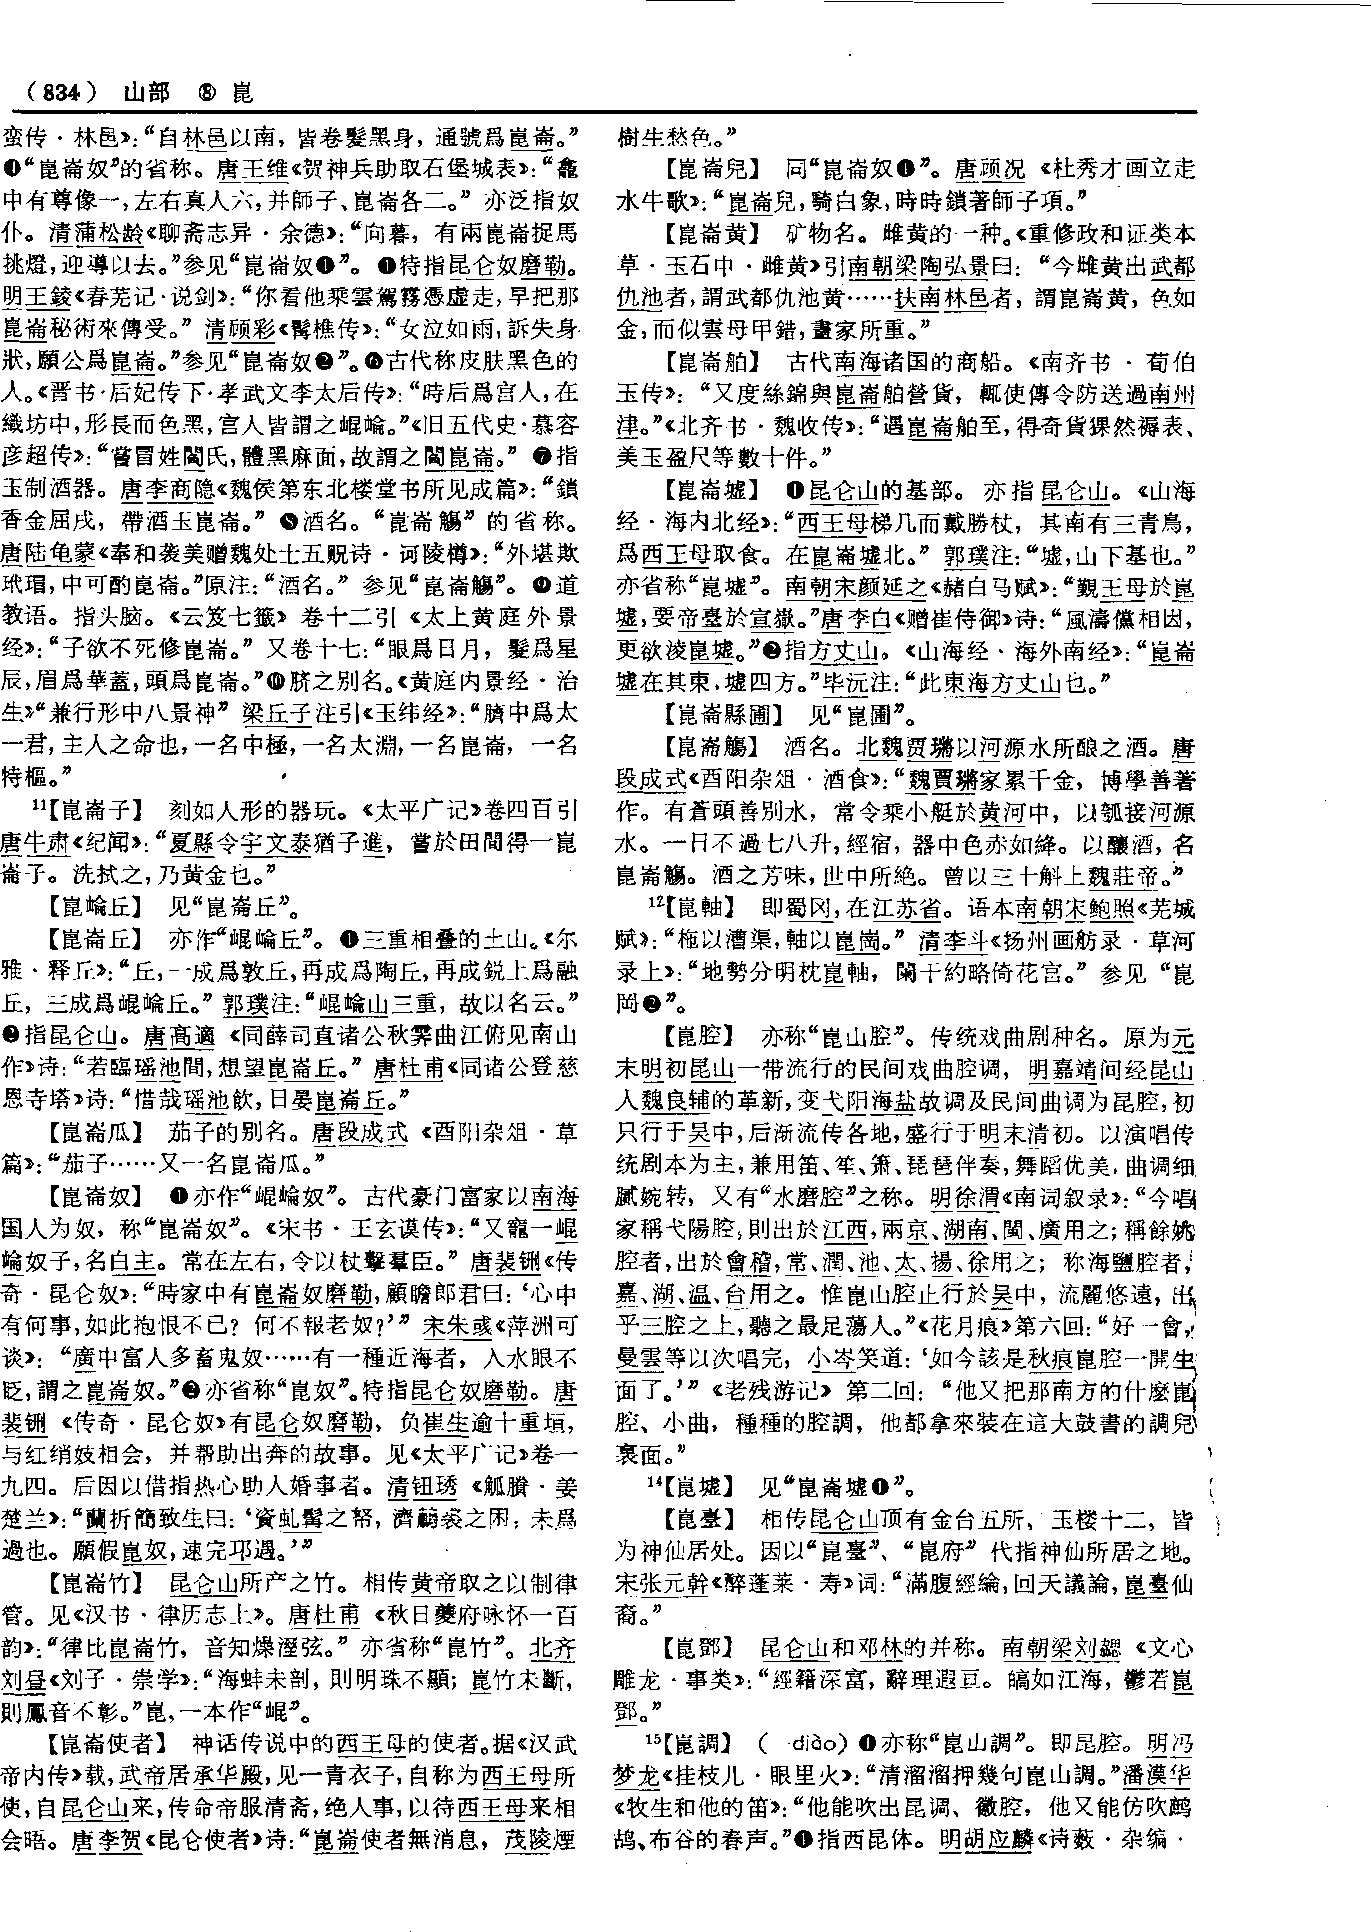 （834） 山部 ⑧ 崑
蛮传·林邑》：“自林邑以南，皆卷髮黑身，通號爲崑崙。”
❶“崑崙奴”的省称。唐王维《贺神兵助取石堡城表》：“龕
中有尊像一，左右真人六，并師子、崑崙各二。”亦泛指奴
仆。清蒲松龄《聊斋志异·余德》：“向暮，有兩崑崙捉馬
挑燈，迎導以去。”参见“崑崙奴❶”。❶特指昆仑奴磨勒。
明王錂《春芜记·说剑》：“你看他乘雲駕霧憑虚走，早把那
崑崙秘術來傳受。”清顾彩《髯樵传》：“女泣如雨，訴失身
狀，願公爲崑崙。”参见“崑崙奴❷”。❻古代称皮肤黑色的
人。《晋书·后妃传下·孝武文李太后传》：“時后爲宫人，在
織坊中，形長而色黑，宫人皆謂之崐崘。”《旧五代史·慕容
彦超传》：“嘗冒姓閻氏，體黑麻面，故謂之閻崑崙。”❼指
玉制酒器。唐李商隐《魏侯第东北楼堂书所见成篇》：“鎖
香金屈戌，帶酒玉崑崙。”❽酒名。“崑崙觴”的省称。
唐陆龟蒙《奉和袭美赠魏处士五贶诗·诃陵樽》：“外堪欺
玳瑁，中可酌崑崙。”原注：“酒名。”参见“崑崙觴”。❾道
教语。指头脑。《云笈七籤》卷十二引《太上黄庭外景
经》：“子欲不死修崑崙。”又卷十七：“眼爲日月，髮爲星
辰，眉爲華蓋，頭爲崑崙。”❿脐之别名。《黄庭内景经·治
生》“兼行形中八景神”梁丘子注引《玉纬经》：“臍中爲太
一君，主人之命也，一名中極，一名太淵，一名崑崙，一名
特樞。”
11【崑崙子】 刻如人形的器玩。《太平广记》卷四百引
唐牛肃《纪闻》：“夏縣令宇文泰猶子進，嘗於田間得一崑
崙子。洗拭之，乃黄金也。”
【崑崘丘】 见“崑崙丘”。
【崑崙丘】 亦作“崐崘丘”。❶三重相叠的土山。《尔
雅·释丘》：“丘，一成爲敦丘，再成爲陶丘，再成鋭上爲融
丘，三成爲崐崘丘。”郭璞注：“崐崘山三重，故以名云。”
❷指昆仑山。唐高適《同薛司直诸公秋霁曲江俯见南山
作》诗：“若臨瑶池間，想望崑崙丘。”唐杜甫《同诸公登慈
恩寺塔》诗：“惜哉瑶池飲，日晏崑崙丘。”
【崑崙瓜】 茄子的别名。唐段成式《酉阳杂俎·草
篇》：“茄子……又一名崑崙瓜。”
【崑崙奴】 ❶亦作“崐崘奴”。古代豪门富家以南海
国人为奴，称“崑崙奴”。《宋书·王玄谟传》：“又寵一崐
崘奴子，名白主。常在左右，令以杖擊羣臣。”唐裴铏《传
奇·昆仑奴》：“時家中有崑崙奴磨勒，顧瞻郎君曰：‘心中
有何事，如此抱恨不已？何不報老奴？’”宋朱彧《萍洲可
谈》：“廣中富人多畜鬼奴……有一種近海者，入水眼不
眨，謂之崑崙奴。”❷亦省称“崑奴”。特指昆仑奴磨勒。唐
裴铏《传奇·昆仑奴》有昆仑奴磨勒，负崔生逾十重垣，
与红绡妓相会，并帮助出奔的故事。见《太平广记》卷一
九四。后因以借指热心助人婚事者。清钮琇《觚賸·姜
楚兰》：“蘭折簡致生曰：‘資虬髯之帑，濟鷫裘之困，未爲
過也。願假崑奴，速完邛遇。’”
【崑崙竹】 昆仑山所产之竹。相传黄帝取之以制律
管。见《汉书·律历志上》。唐杜甫《秋日夔府咏怀一百
韵》：“律比崑崙竹，音知燥溼弦。”亦省称“崑竹”。北齐
刘昼《刘子·崇学》：“海蚌未剖，則明珠不顯；崑竹未斷，
則鳳音不彰。”崑，一本作“崐”。
【崑崙使者】 神话传说中的西王母的使者。据《汉武
帝内传》载，武帝居承华殿，见一青衣子，自称为西王母所
使，自昆仑山来，传命帝服清斋，绝人事，以待西王母来相
会晤。唐李贺《昆仑使者》诗：“崑崙使者無消息，茂陵煙
樹生愁色。”
【崑崙兒】 同“崑崙奴❶”。唐顾况《杜秀才画立走
水牛歌》：“崑崙兒，騎白象，時時鎖著師子項。”
【崑崙黄】 矿物名。雌黄的一种。《重修政和证类本
草·玉石中·雌黄》引南朝梁陶弘景曰：“今雌黄出武都
仇池者，謂武都仇池黄……扶南林邑者，謂崑崙黄，色如
金，而似雲母甲錯，畫家所重。”
【崑崙舶】 古代南海诸国的商船。《南齐书·荀伯
玉传》：“又度絲錦與崑崙舶營貨，輒使傳令防送過南州
津。”《北齐书·魏收传》：“遇崑崙舶至，得奇貨猓然褥表、
美玉盈尺等數十件。”
【崑崙墟】 ❶昆仑山的基部。亦指昆仑山。《山海
经·海内北经》：“西王母梯几而戴勝杖，其南有三青鳥，
爲西王母取食。在崑崙墟北。”郭璞注：“墟，山下基也。”
亦省称“崑墟”。南朝宋颜延之《赭白马赋》：“覲王母於崑
墟，要帝臺於宣嶽。”唐李白《赠崔侍御》诗：“風濤儻相因，
更欲淩崑墟。”❷指方丈山。《山海经·海外南经》：“崑崙
墟在其東，墟四方。”毕沅注：“此東海方丈山也。”
【崑崙縣圃】 见“崑圃”。
【崑崙觴】 酒名。北魏贾璘以河源水所酿之酒。唐
段成式《酉阳杂俎·酒食》：“魏賈璘家累千金，博學善著
作。有蒼頭善别水，常令乘小艇於黄河中，以瓠接河源
水。一日不過七八升，經宿，器中色赤如絳。以釀酒，名
崑崙觴。酒之芳味，世中所絶。曾以三十斛上魏莊帝。”
12【崑軸】 即蜀冈，在江苏省。语本南朝宋鲍照《芜城
赋》：“柂以漕渠，軸以崑崗。”清李斗《扬州画舫录·草河
录上》：“地勢分明枕崑軸，闌干約略倚花宫。”参见“崑
岡❷”。
【崑腔】 亦称“崑山腔”。传统戏曲剧种名。原为元
末明初昆山一带流行的民间戏曲腔调，明嘉靖间经昆山
人魏良辅的革新，变弋阳海盐故调及民间曲调为昆腔，初
只行于吴中，后渐流传各地，盛行于明末清初。以演唱传
统剧本为主，兼用笛、笙、箫、琵琶伴奏，舞蹈优美，曲调细
腻婉转，又有“水磨腔”之称。明徐渭《南词叙录》：“今唱
家稱弋陽腔，則出於江西，兩京、湖南、閩、廣用之；稱餘姚
腔者，出於會稽，常、潤、池、太、揚、徐用之；称海鹽腔者，
嘉、湖、温、台用之。惟崑山腔止行於吴中，流麗悠遠，出
乎三腔之上，聽之最足蕩人。”《花月痕》第六回：“好一會，
曼雲等以次唱完，小岑笑道：‘如今該是秋痕崑腔一開生
面了。’”《老残游记》第二回：“他又把那南方的什麽崑
腔、小曲，種種的腔調，他都拿來裝在這大鼓書的調兒
裏面。”
14【崑墟】 见“崑崙墟❶”。
【崑臺】 相传昆仑山顶有金台五所，玉楼十二，皆
为神仙居处。因以“崑臺”、“崑府”代指神仙所居之地。
宋张元幹《醉蓬莱·寿》词：“滿腹經綸，回天議論，崑臺仙
裔。”
【崑鄧】 昆仑山和邓林的并称。南朝梁刘勰《文心
雕龙·事类》：“經籍深富，辭理遐亘。皜如江海，鬱若崑
鄧。”
15【崑調】 （-diào）❶亦称“崑山調”。即昆腔。明冯
梦龙《挂枝儿·眼里火》：“清溜溜押幾句崑山調。”潘漠华
《牧生和他的笛》：“他能吹出昆调、徽腔，他又能仿吹鹧
鸪、布谷的春声。”❶指西昆体。明胡应麟《诗薮·杂编·